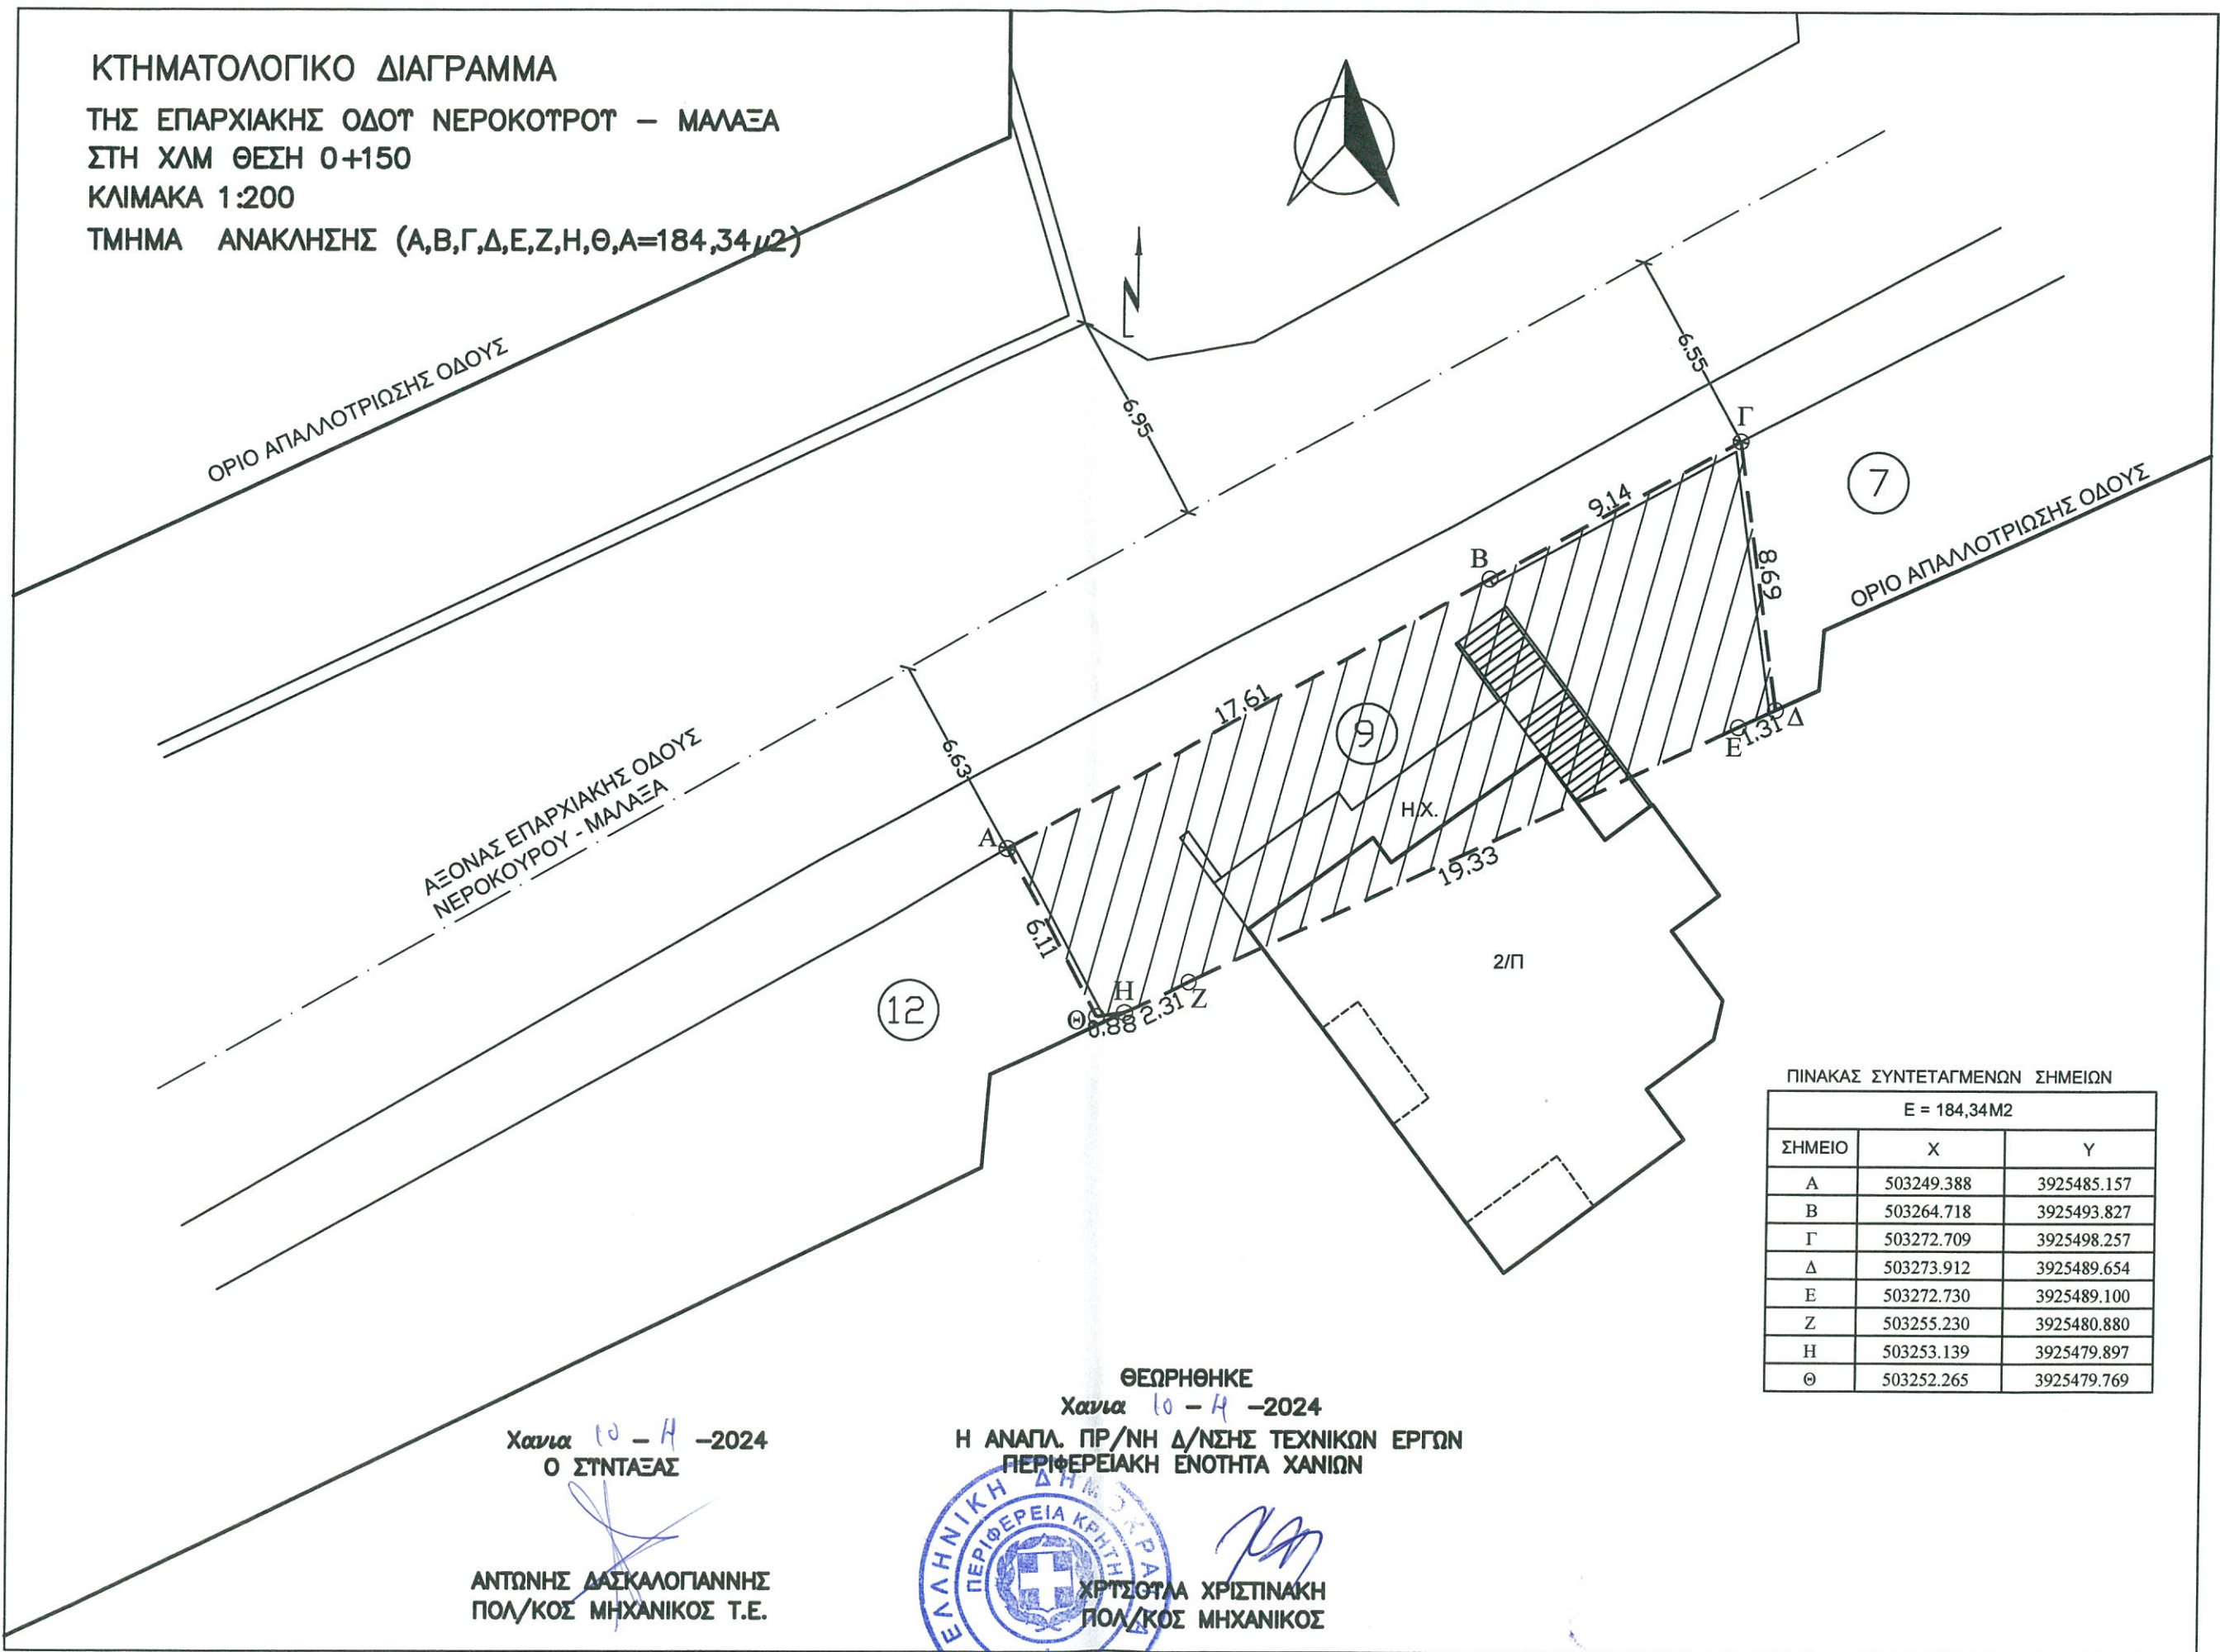 ΚΤΗΜΑΤΟΛΟΓΙΚΟ ΔΙΑΓΡΑΜΜΑ
ΤΗΣ ΕΠΑΡΧΙΑΚΗΣ ΟΔΟΥ ΝΕΡΟΚΟΥΡΟΥ – ΜΑΛΑΞΑ
ΣΤΗ ΧΛΜ ΘΕΣΗ 0+150
ΚΛΙΜΑΚΑ 1:200
ΤΜΗΜΑ ΑΝΑΚΛΗΣΗΣ (Α,Β,Γ,Δ,Ε,Ζ,Η,Θ,Α=184,34μ2)
N
ΟΡΙΟ ΑΠΑΛΛΟΤΡΙΩΣΗΣ ΟΔΟΥΣ
6,95
6,55
Γ
7
ΟΡΙΟ ΑΠΑΛΛΟΤΡΙΩΣΗΣ ΟΔΟΥΣ
9,14
Β
8,69
17,61
9
Δ
1,31
Ε
6,63
ΑΞΟΝΑΣ ΕΠΑΡΧΙΑΚΗΣ ΟΔΟΥΣ
ΝΕΡΟΚΟΥΡΟΥ - ΜΑΛΑΞΑ
Α
Η.Χ.
19,33
6,11
2/Π
12
Η
Ζ
Θ
0,88
2,31
ΠΙΝΑΚΑΣ ΣΥΝΤΕΤΑΓΜΕΝΩΝ ΣΗΜΕΙΩΝ
Ε = 184,34Μ2
ΣΗΜΕΙΟ X Y
Α 503249.388 3925485.157
Β 503264.718 3925493.827
Γ 503272.709 3925498.257
Δ 503273.912 3925489.654
Ε 503272.730 3925489.100
Ζ 503255.230 3925480.880
Η 503253.139 3925479.897
Θ 503252.265 3925479.769
Χανια 10 – 4 –2024
Ο ΣΥΝΤΑΞΑΣ
ΑΝΤΩΝΗΣ ΔΑΣΚΑΛΟΓΙΑΝΝΗΣ
ΠΟΛ/ΚΟΣ ΜΗΧΑΝΙΚΟΣ Τ.Ε.
ΘΕΩΡΗΘΗΚΕ
Χανια 10 – 4 –2024
Η ΑΝΑΠΛ. ΠΡ/ΝΗ Δ/ΝΣΗΣ ΤΕΧΝΙΚΩΝ ΕΡΓΩΝ
ΠΕΡΙΦΕΡΕΙΑΚΗ ΕΝΟΤΗΤΑ ΧΑΝΙΩΝ
ΕΛΛΗΝΙΚΗ ΔΗΜΟΚΡΑΤΙΑ
ΠΕΡΙΦΕΡΕΙΑ ΚΡΗΤΗ
ΧΡΥΣΟΥΛΑ ΧΡΙΣΤΙΝΑΚΗ
ΠΟΛ/ΚΟΣ ΜΗΧΑΝΙΚΟΣ